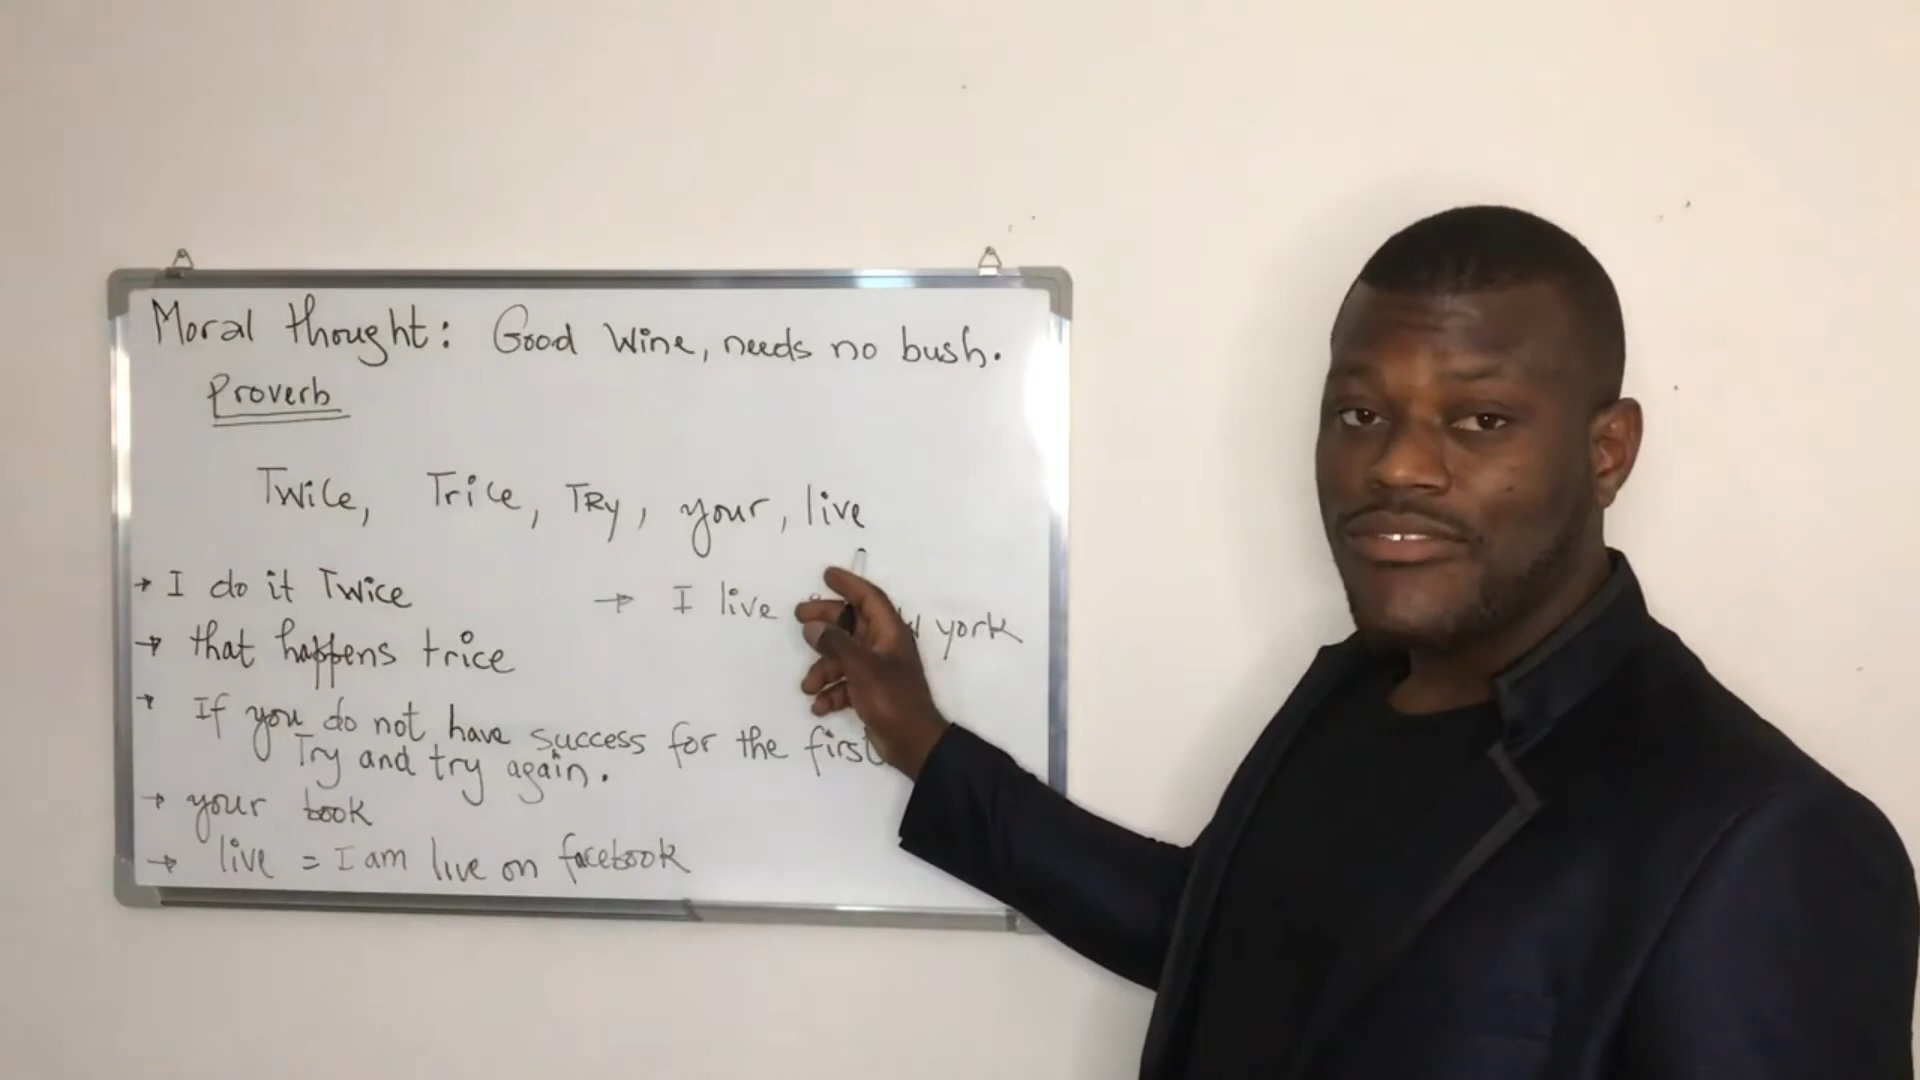 Moral thought: Good Wine, needs no bush.
Proverb
Twice, Trice, TRy, your, live
→ I do it Twice
→ I live york
→ that happens trice
→ If you do not have success for the first
Try and try again.
→ your book
→ live = I am live on facebook